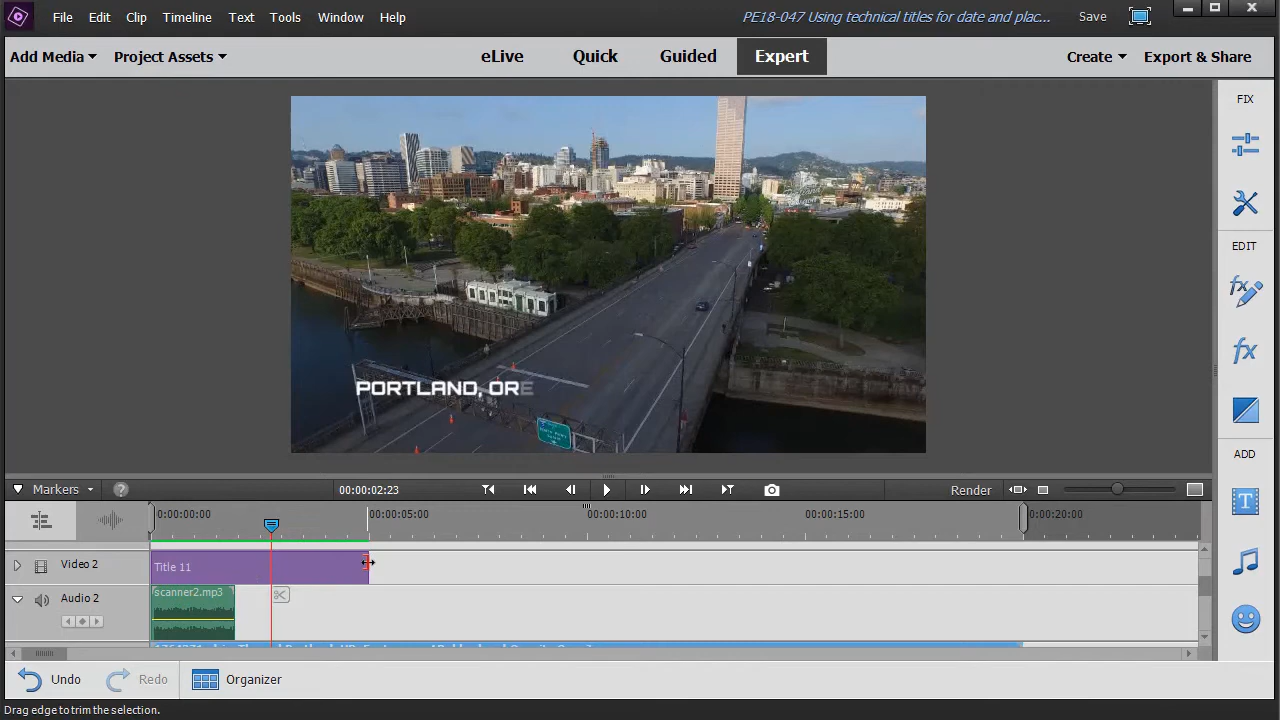 File Edit Clip Timeline Text Tools Window Help
PE18-047 Using technical titles for date and plac...
Save
Add Media
Project Assets
eLive
Quick
Guided
Expert
Create
Export & Share
FIX
EDIT
ADD
PORTLAND, ORE
Markers
00:00:02:23
Render
0:00:00:00
00:00:05:00
00:00:10:00
00:00:15:00
00:00:20:00
Video 2
Title 11
Audio 2
scanner2.mp3
Undo
Redo
Organizer
Drag edge to trim the selection.